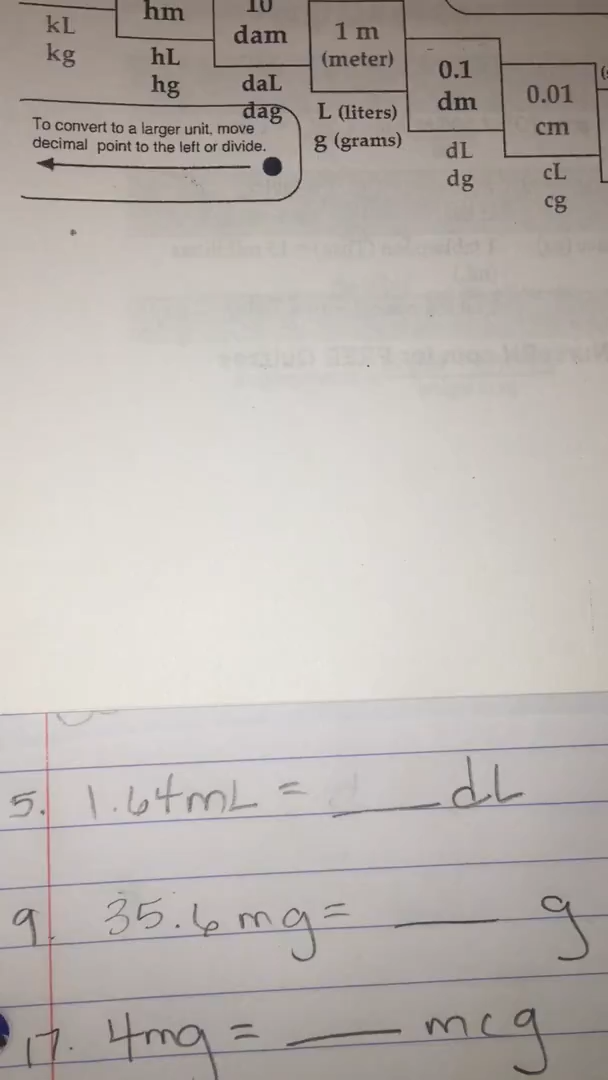 kL
kg
hm
hL
hg
10
dam
daL
dag
1 m
(meter)
L (liters)
g (grams)
0.1
dm
dL
dg
0.01
cm
cL
cg
To convert to a larger unit, move
decimal point to the left or divide.
5. 1.64mL = ___ dL
9. 35.6mg = ___ g
17. 4mg = ___ mcg